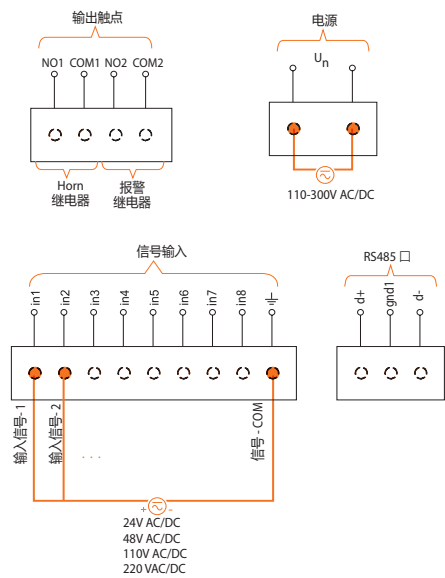 输出触点
NO1 COM1 NO2 COM2
Horn
继电器
报警
继电器
电源
Un
110-300V AC/DC
信号输入
in1
in2
in3
in4
in5
in6
in7
in8
输入信号-1
输入信号-2
. . .
信号 - COM
+ -
24V AC/DC
48V AC/DC
110V AC/DC
220 VAC/DC
RS485 口
d+
gnd1
d-